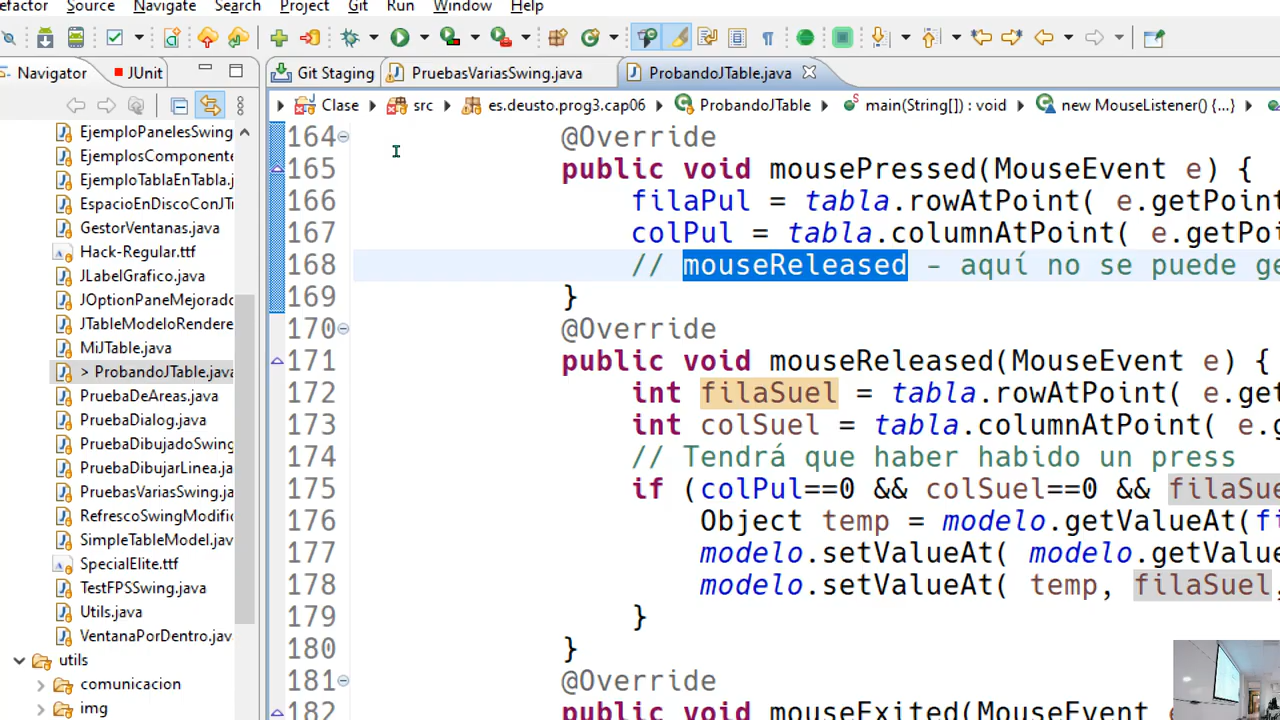 efactor Source Navigate Search Project Git Run Window Help
Navigator JUnit Git Staging PruebasVariasSwing.java ProbandoJTable.java
Clase src es.deusto.prog3.cap06 ProbandoJTable main(String[]) : void new MouseListener() {...}
EjemploPanelesSwing
EjemplosComponente
EjemploTablaEnTabla.j
EspacioEnDiscoConJT
GestorVentanas.java
Hack-Regular.ttf
JLabelGrafico.java
JOptionPaneMejorado
JTableModeloRendere
MiJTable.java
> ProbandoJTable.java
PruebaDeAreas.java
PruebaDialog.java
PruebaDibujadoSwing
PruebaDibujarLinea.ja
PruebasVariasSwing.ja
RefrescoSwingModific
SimpleTableModel.java
SpecialElite.ttf
TestFPSSwing.java
Utils.java
VentanaPorDentro.jav
utils
comunicacion
img
164 @Override
165 public void mousePressed(MouseEvent e) {
166 filaPul = tabla.rowAtPoint( e.getPoint
167 colPul = tabla.columnAtPoint( e.getPoi
168 // mouseReleased - aquí no se puede ge
169 }
170 @Override
171 public void mouseReleased(MouseEvent e) {
172 int filaSuel = tabla.rowAtPoint( e.get
173 int colSuel = tabla.columnAtPoint( e.g
174 // Tendrá que haber habido un press
175 if (colPul==0 && colSuel==0 && filaSue
176 Object temp = modelo.getValueAt(fi
177 modelo.setValueAt( modelo.getValue
178 modelo.setValueAt( temp, filaSuel,
179 }
180 }
181 @Override
182 public void mouseExited(MouseEvent e